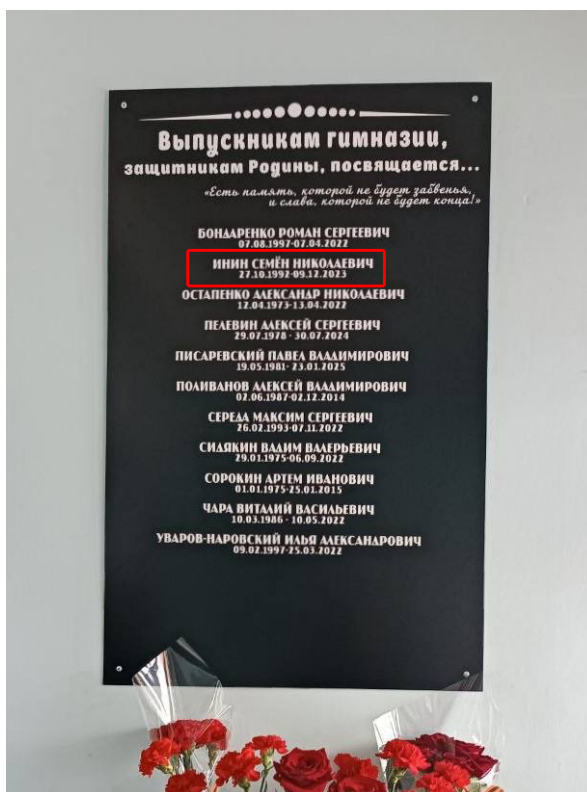 Выпускникам гимназии,
защитникам Родины, посвящается...
«Есть память, которой не будет забвенья,
и слава, которой не будет конца!»
БОНДАРЕНКО РОМАН СЕРГЕЕВИЧ
07.08.1997-07.04.2022
ИНИН СЕМЁН НИКОЛАЕВИЧ
27.10.1992-09.12.2023
ОСТАПЕНКО АЛЕКСАНДР НИКОЛАЕВИЧ
12.04.1973-13.04.2022
ПЕЛЕВИН АЛЕКСЕЙ СЕРГЕЕВИЧ
29.07.1978 - 30.07.2024
ПИСАРЕВСКИЙ ПАВЕЛ ВЛАДИМИРОВИЧ
19.05.1981- 23.01.2025
ПОЛИВАНОВ АЛЕКСЕЙ ВЛАДИМИРОВИЧ
02.06.1987-02.12.2014
СЕРЕДА МАКСИМ СЕРГЕЕВИЧ
26.02.1993-07.11.2022
СИДЯКИН ВАДИМ ВАЛЕРЬЕВИЧ
29.01.1975-06.09.2022
СОРОКИН АРТЕМ ИВАНОВИЧ
01.01.1975-25.01.2015
ЧАРА ВИТАЛИЙ ВАСИЛЬЕВИЧ
10.03.1986 - 10.05.2022
УВАРОВ-НАРОВСКИЙ ИЛЬЯ АЛЕКСАНДРОВИЧ
09.02.1997-25.03.2022